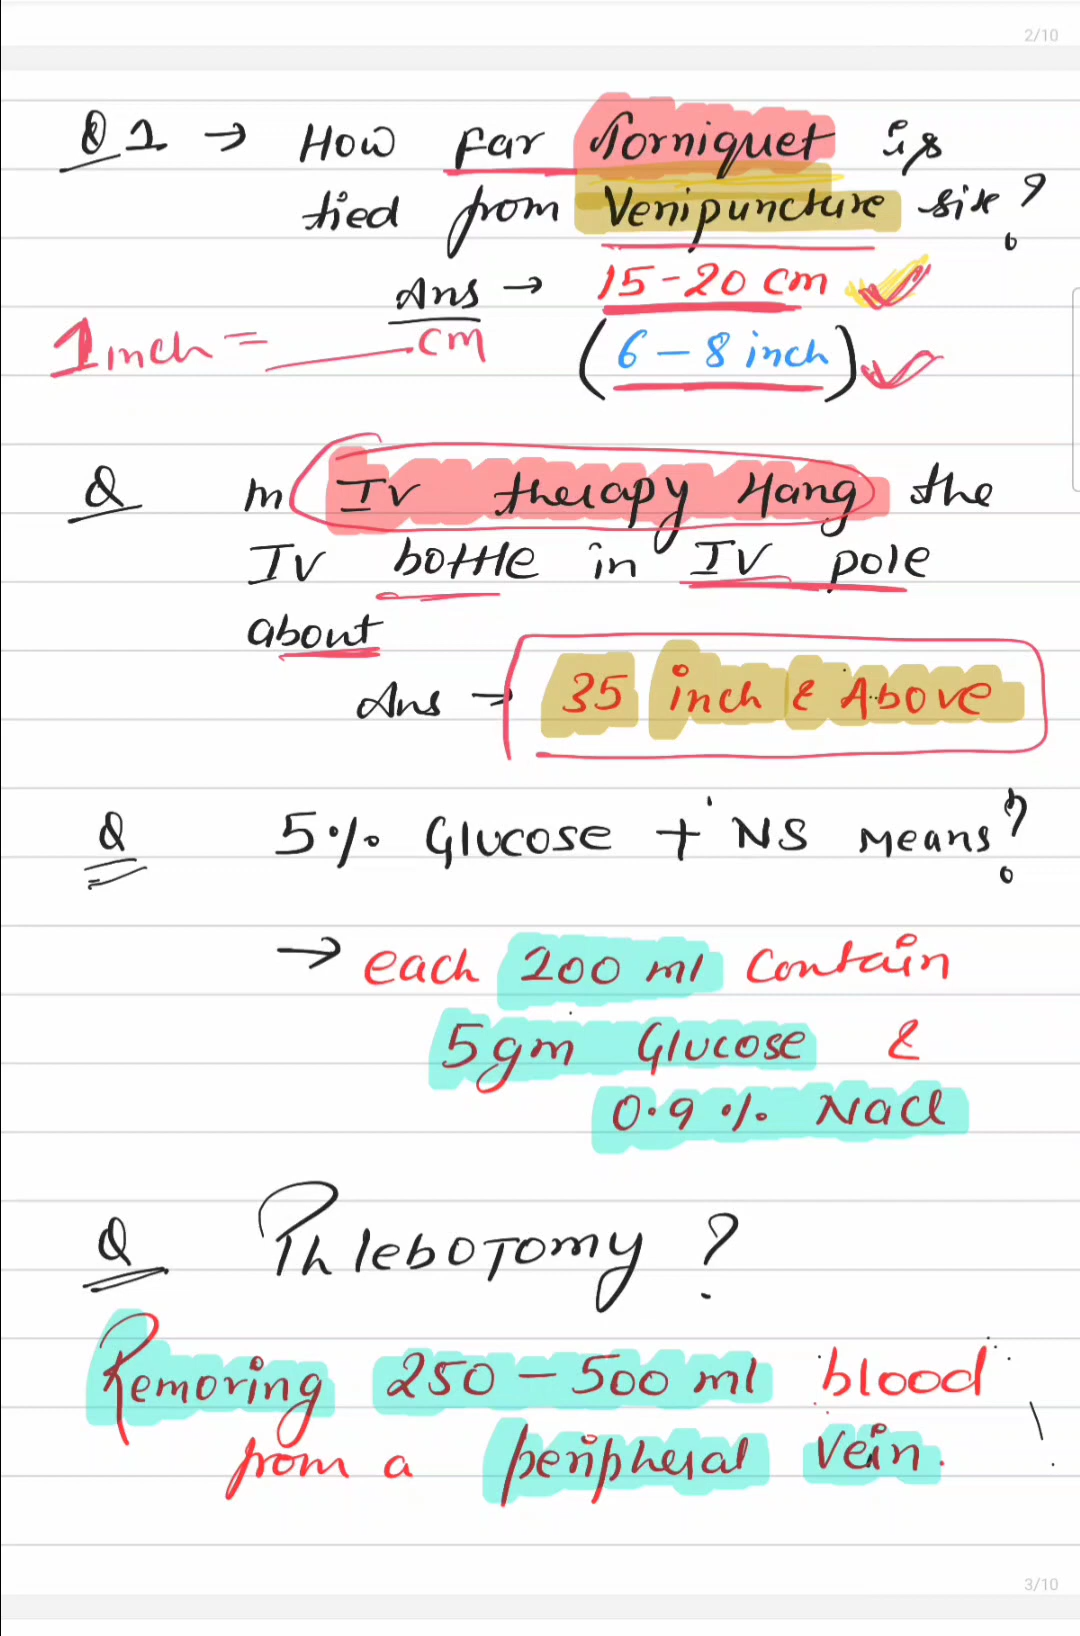 2/10
Q1 → How far Torniquet is
tied from Venipuncture site?
Ans → 15-20 cm
1 inch = ____ cm
(6-8 inch)
Q in IV therapy Hang the
IV bottle in IV pole
about
Ans → 35 inch & Above
Q 5% Glucose + NS Means?
→ each 100 ml contain
5gm Glucose &
0.9% NaCl
Q Phlebotomy?
Removing 250-500 ml blood
from a peripheral vein.
3/10